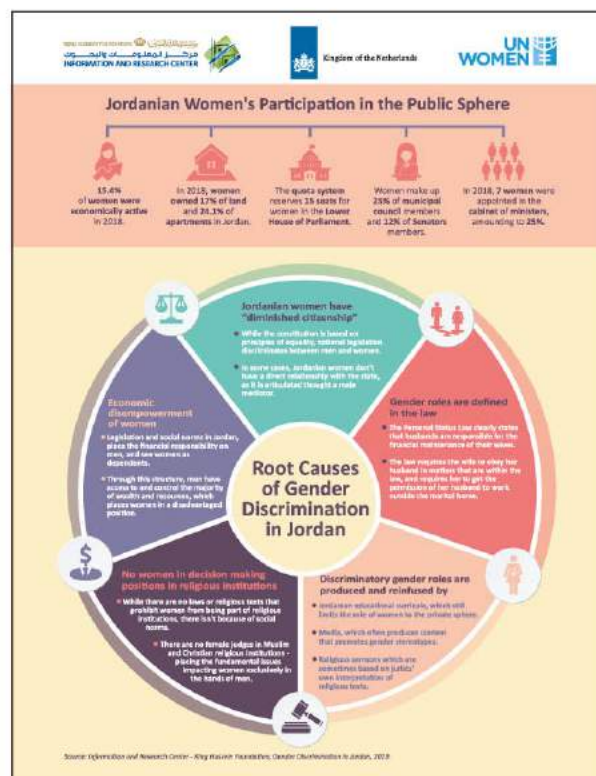 مركز المعلومات والبحوث
INFORMATION AND RESEARCH CENTER
Kingdom of the Netherlands
UN
WOMEN
Jordanian Women's Participation in the Public Sphere
15.4%
of women were
economically active
in 2018.
In 2018, women
owned 17% of land
and 24.1% of
apartments in Jordan.
The quota system
reserves 15 seats for
women in the Lower
House of Parliament.
Women make up
25% of municipal
council members
and 12% of Senators
members.
In 2018, 7 women were
appointed in the
cabinet of ministers,
amounting to 25%.
Jordanian women have
"diminished citizenship"
While the constitution is based on
principles of equality, national legislation
discriminates between men and women.
In some cases, Jordanian women don't
have a direct relationship with the state,
as it is articulated thought a male
mediator.
Gender roles are defined
in the law
The Personal Status Law clearly states
that husbands are responsible for the
financial maintenance of their wives.
The law requires the wife to obey her
husband in matters that are within the
law, and requires her to get the
permission of her husband to work
outside the marital home.
Economic
disempowerment
of women
Legislation and social norms in Jordan,
place the financial responsibility on
men, and see women as
dependents.
Through this structure, men have
access to and control the majority
of wealth and resources, which
places women in a disadvantaged
position.
Root Causes
of Gender
Discrimination
in Jordan
No women in decision making
positions in religious institutions
While there are no laws or religious texts that
prohibit women from being part of religious
institutions, there isn't because of social
norms.
There are no female judges in Muslim
and Christian religious institutions -
placing the fundamental issues
impacting women exclusively in
the hands of men.
Discriminatory gender roles are
produced and reinfused by
Jordanian educational curricula, which still
limits the role of women to the private sphere.
Media, which often produces content
that promotes gender stereotypes.
Religious sermons which are
sometimes based on jurists'
own interpretation of
religious texts.
Source: Information and Research Center - King Hussein Foundation, Gender Discrimination in Jordan, 2019